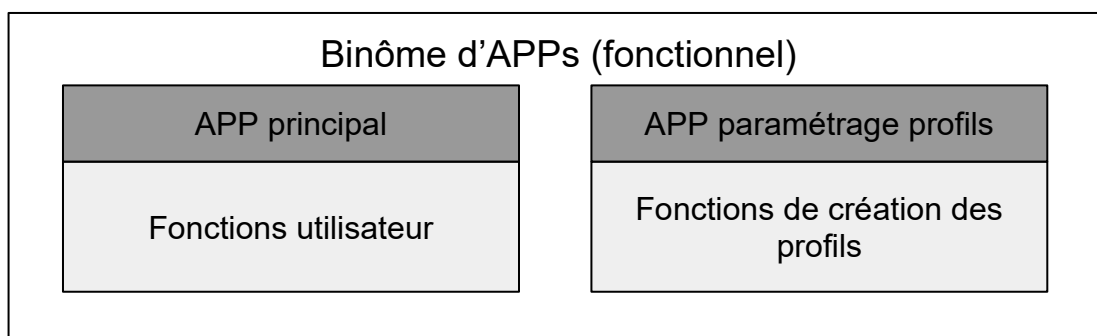 Binôme d’APPs (fonctionnel)
APP principal
APP paramétrage profils
Fonctions utilisateur
Fonctions de création des
profils